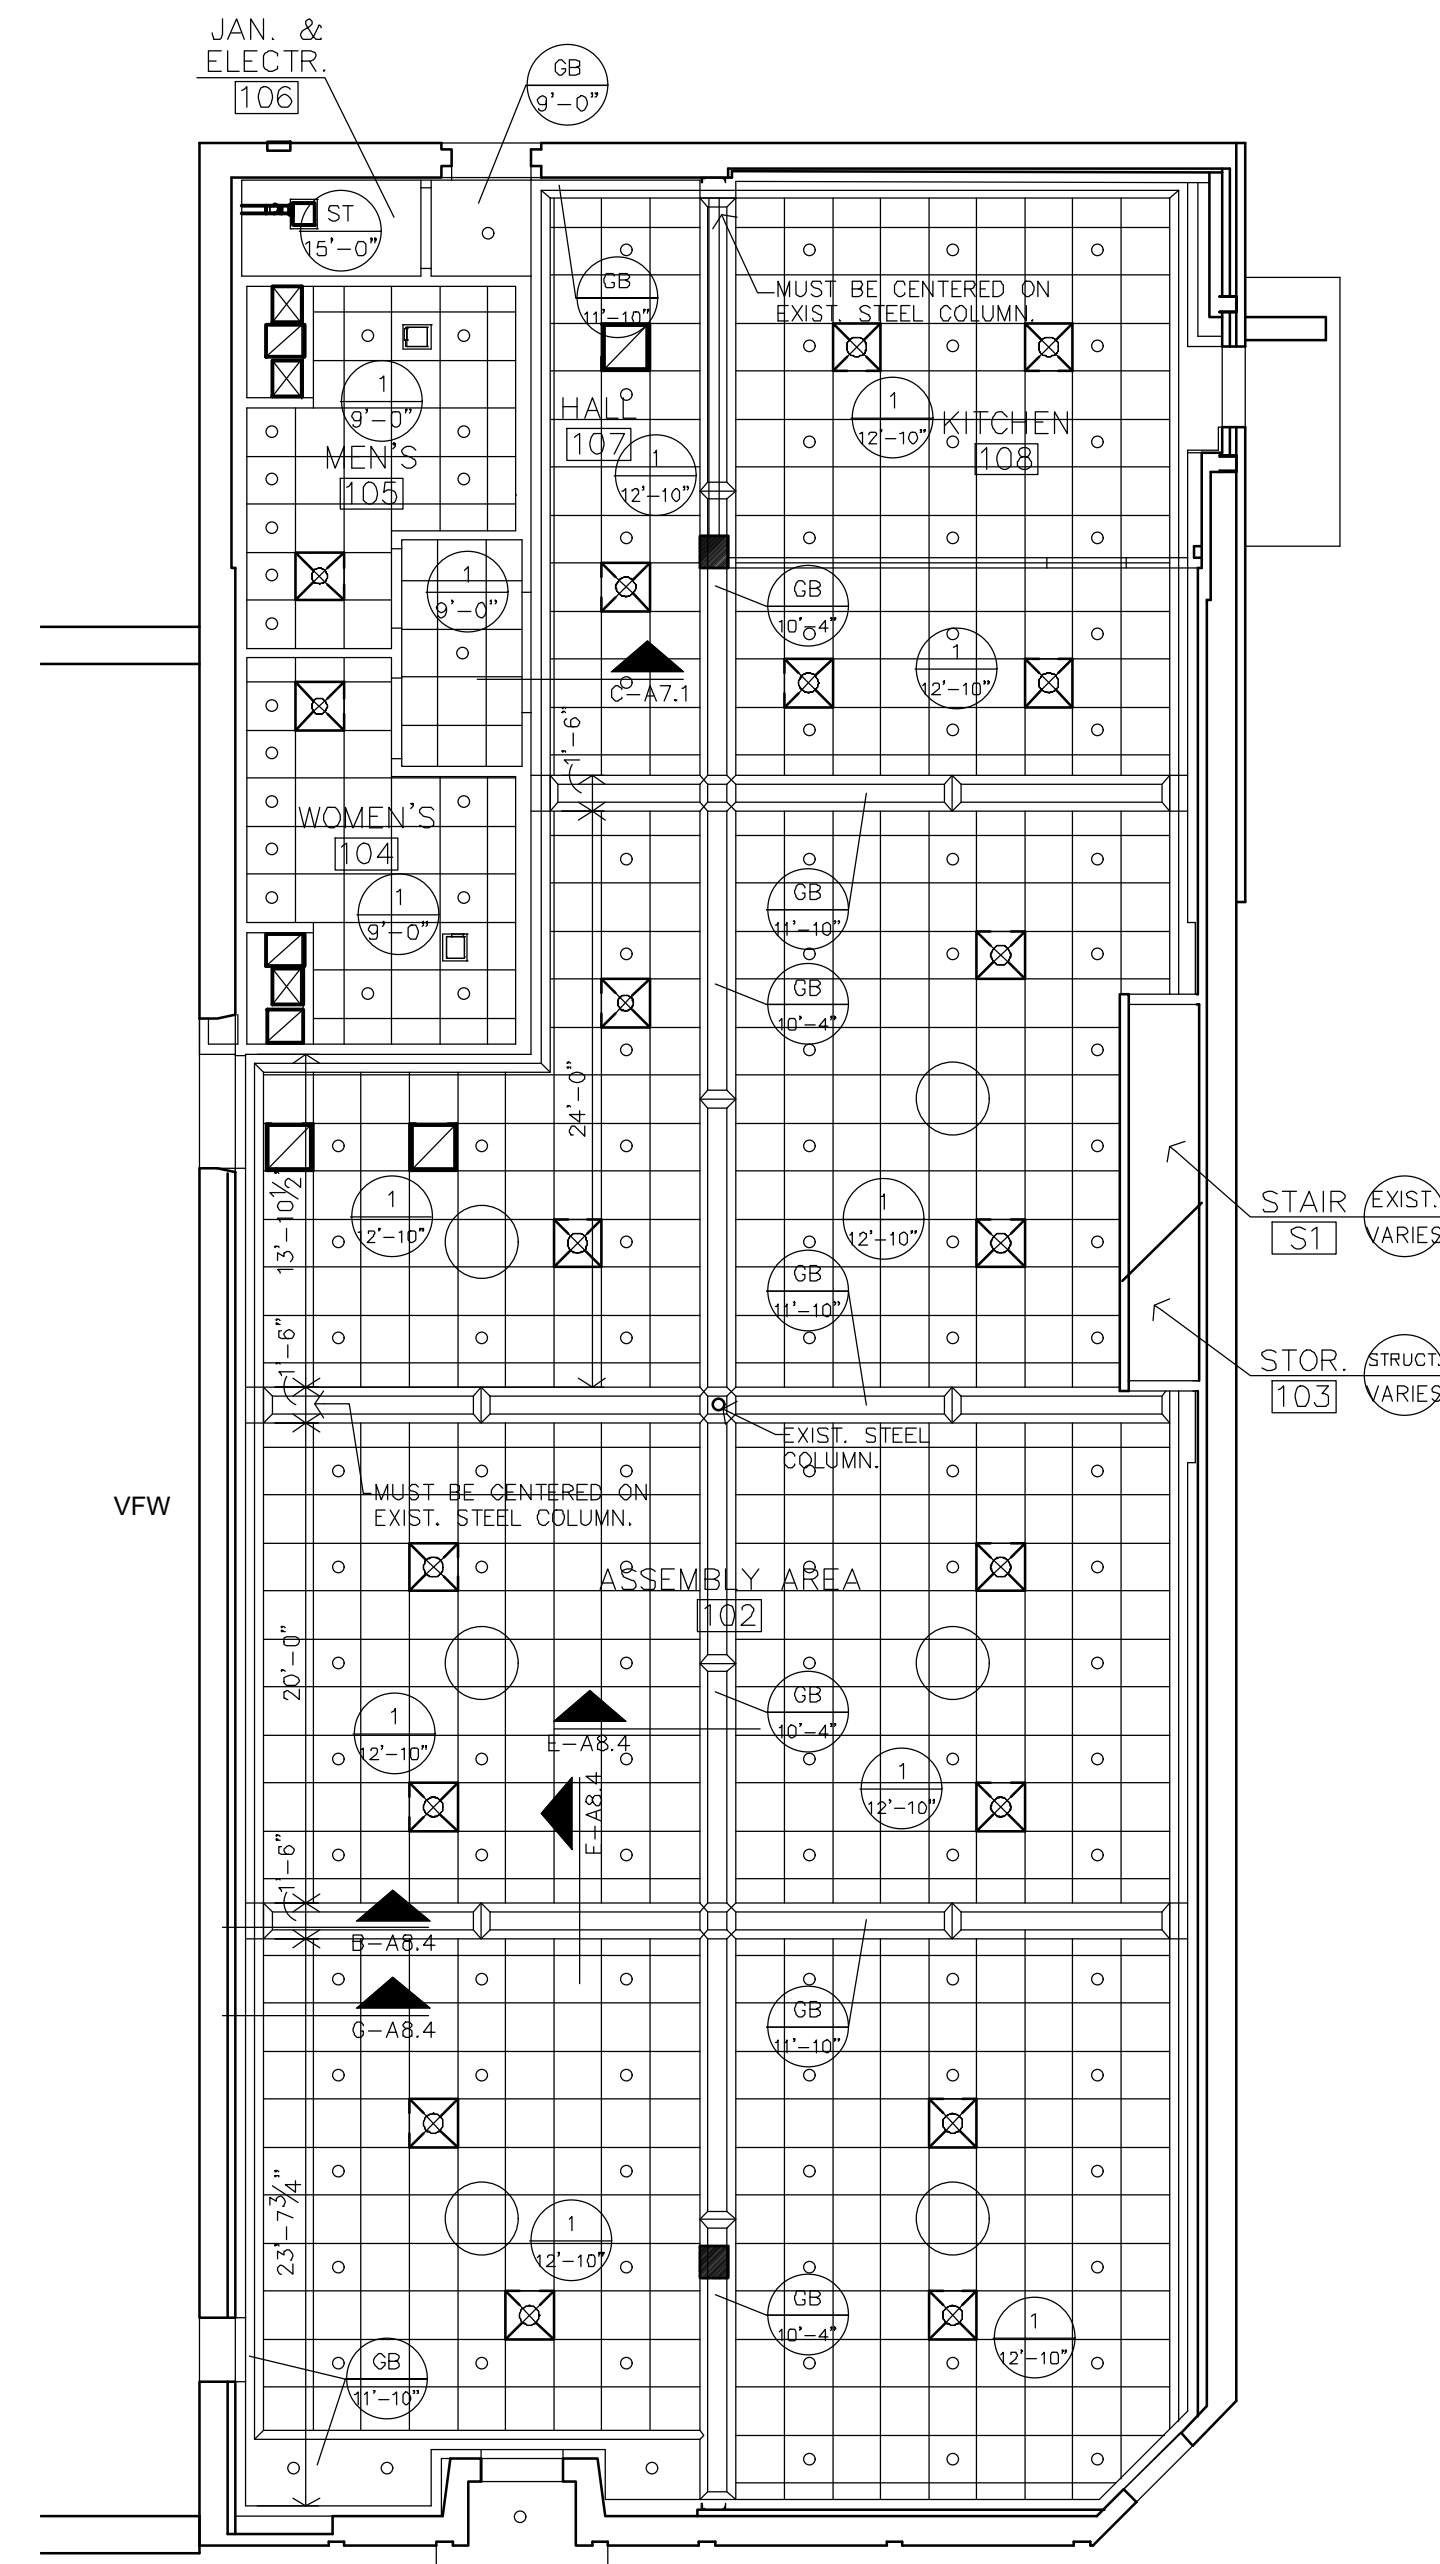 JAN. &
ELECTR.
106
GB
9'-0"
ST
15'-0"
GB
11'-10"
MUST BE CENTERED ON
EXIST. STEEL COLUMN.
1
9'-0"
MEN'S
105
HALL
107
1
12'-10"
1
12'-10"
KITCHEN
108
1
9'-0"
GB
10'-4"
1
12'-10"
C-A7.1
1'-6"
WOMEN'S
104
1
9'-0"
GB
11'-10"
GB
10'-4"
24'-0"
13'-10½"
1
12'-10"
1
12'-10"
STAIR
S1
EXIST.
VARIES
GB
11'-10"
1'-6"
STOR.
103
STRUCT.
VARIES
EXIST. STEEL
COLUMN.
VFW
MUST BE CENTERED ON
EXIST. STEEL COLUMN.
ASSEMBLY AREA
102
20'-0"
GB
10'-4"
1
12'-10"
E-A8.4
F-A8.4
1
12'-10"
1'-6"
B-A8.4
G-A8.4
GB
11'-10"
23'-7¾"
1
12'-10"
GB
10'-4"
1
12'-10"
GB
11'-10"